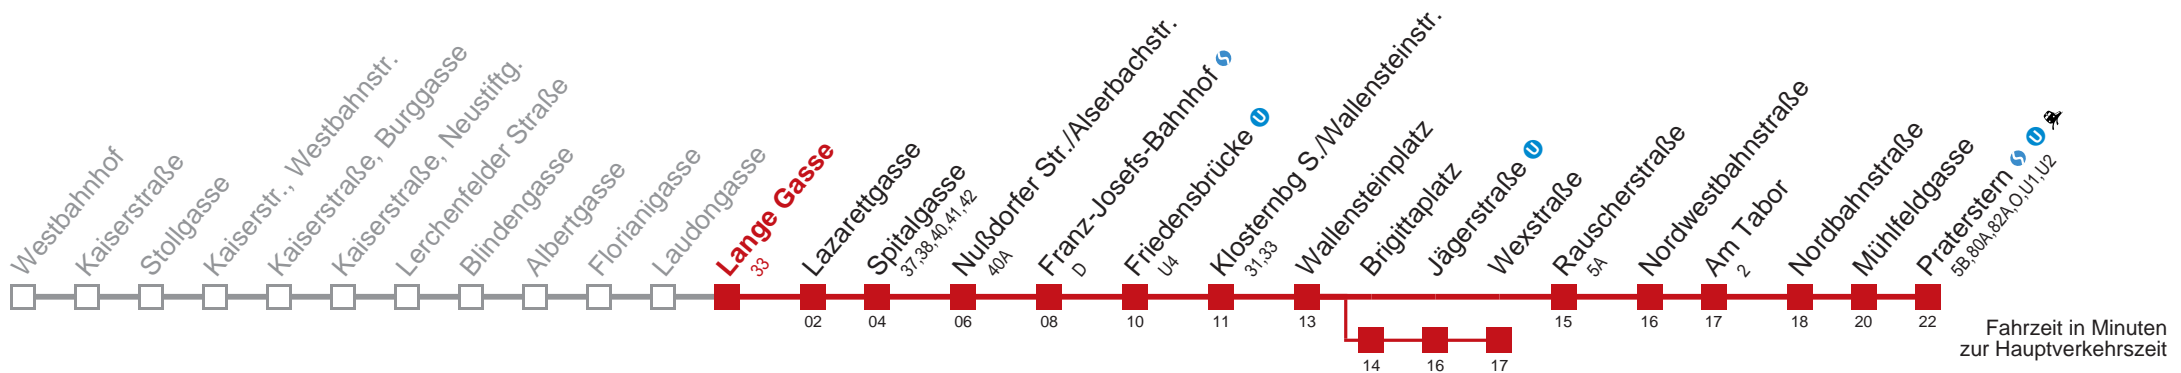 Westbahnhof
Kaiserstraße
Stollgasse
Kaiserstr., Westbahnstr.
Kaiserstraße, Burggasse
Kaiserstraße, Neustiftg.
Lerchenfelder Straße
Blindengasse
Albertgasse
Florianigasse
Laudongasse
Lange Gasse
33
Lazarettgasse
Spitalgasse
37,38,40,41,42
Nußdorfer Str./Alserbachstr.
40A
Franz-Josefs-Bahnhof S
D
Friedensbrücke U
U4
Klosternbg S./Wallensteinstr.
31,33
Wallensteinplatz
Brigittaplatz
Jägerstraße U
Wexstraße
Rauscherstraße
5A
Nordwestbahnstraße
Am Tabor
2
Nordbahnstraße
Mühlfeldgasse
Praterstern S U
5B,80A,82A,O,U1,U2
02 04 06 08 10 11 13 15 16 17 18 20 22
14 16 17
Fahrzeit in Minuten
zur Hauptverkehrszeit